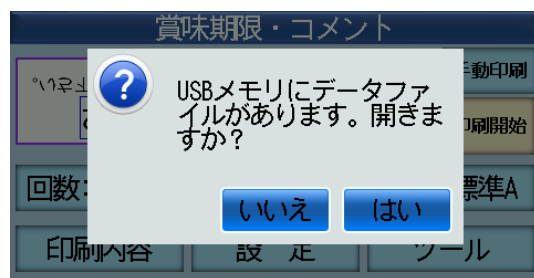 賞味期限・コメント
手動印刷
USBメモリにデータファ
イルがあります。開きま
すか?
印刷開始
回数:
いいえ
はい
標準A
印刷内容
設 定
ツール